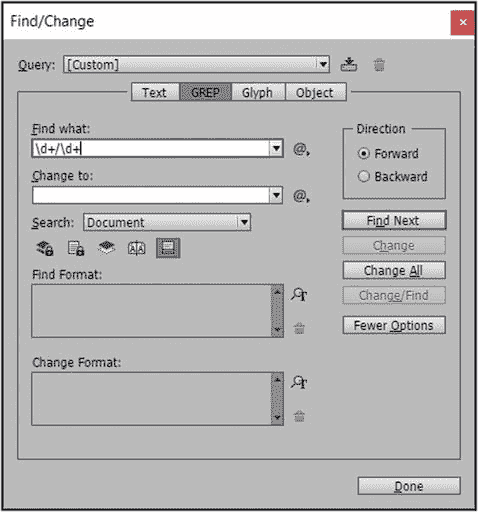 Find/Change
Query: [Custom]
Text GREP Glyph Object
Find what:
\d+/\d+
Change to:
Search: Document
Find Format:
Change Format:
Direction
Forward
Backward
Find Next
Change
Change All
Change/Find
Fewer Options
Done